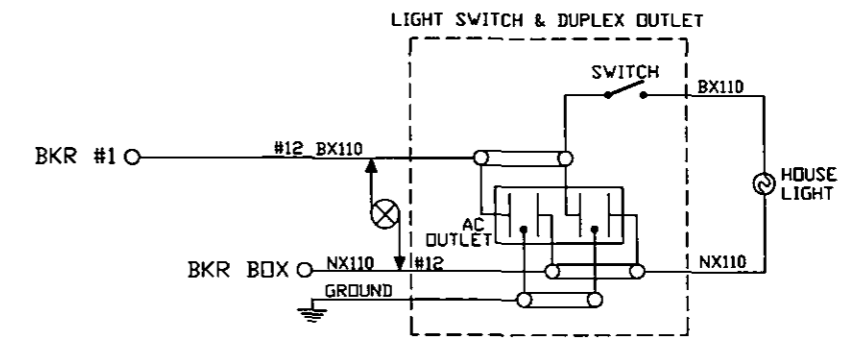 LIGHT SWITCH & DUPLEX OUTLET
SWITCH
BX110
BKR #1
#12 BX110
HOUSE
LIGHT
AC
OUTLET
BKR BOX
NX110
#12
NX110
GROUND